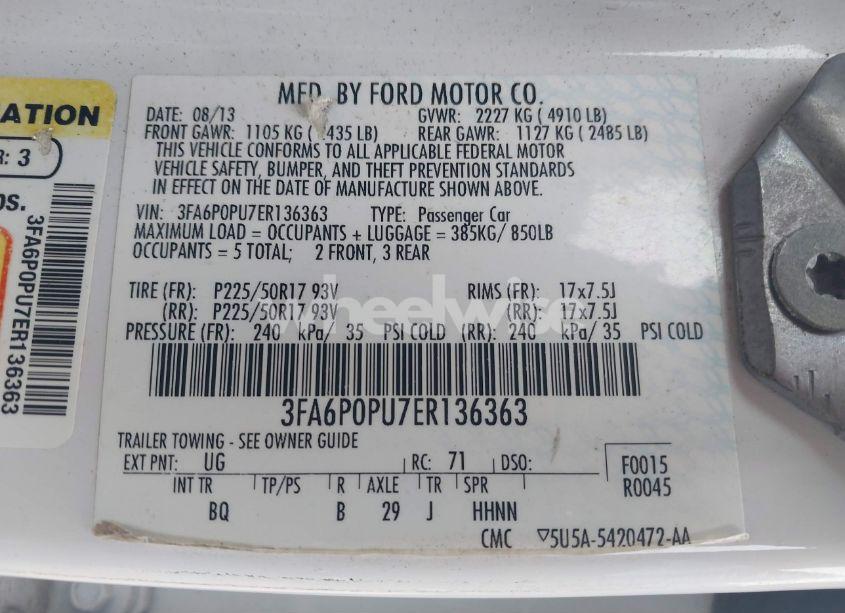 MFD. BY FORD MOTOR CO.
DATE: 08/13 GVWR: 2227 KG ( 4910 LB)
FRONT GAWR: 1105 KG ( 435 LB) REAR GAWR: 1127 KG ( 2485 LB)
THIS VEHICLE CONFORMS TO ALL APPLICABLE FEDERAL MOTOR
VEHICLE SAFETY, BUMPER, AND THEFT PREVENTION STANDARDS
IN EFFECT ON THE DATE OF MANUFACTURE SHOWN ABOVE.
VIN: 3FA6P0PU7ER136363 TYPE: Passenger Car
MAXIMUM LOAD = OCCUPANTS + LUGGAGE = 385KG/ 850LB
OCCUPANTS = 5 TOTAL; 2 FRONT, 3 REAR
TIRE (FR): P225/50R17 93V RIMS (FR): 17x7.5J
(RR): P225/50R17 93V (RR): 17x7.5J
PRESSURE (FR): 240 kPa/ 35 PSI COLD (RR): 240 kPa/ 35 PSI COLD
wheelwise
3FA6P0PU7ER136363
TRAILER TOWING - SEE OWNER GUIDE
EXT PNT: UG RC: 71 DSO: F0015
R0045
INT TR TP/PS R AXLE TR SPR
BQ B 29 J HHNN
CMC ▽5U5A-5420472-AA
ATION
R: 3
os.
3FA6P0PU7ER136363